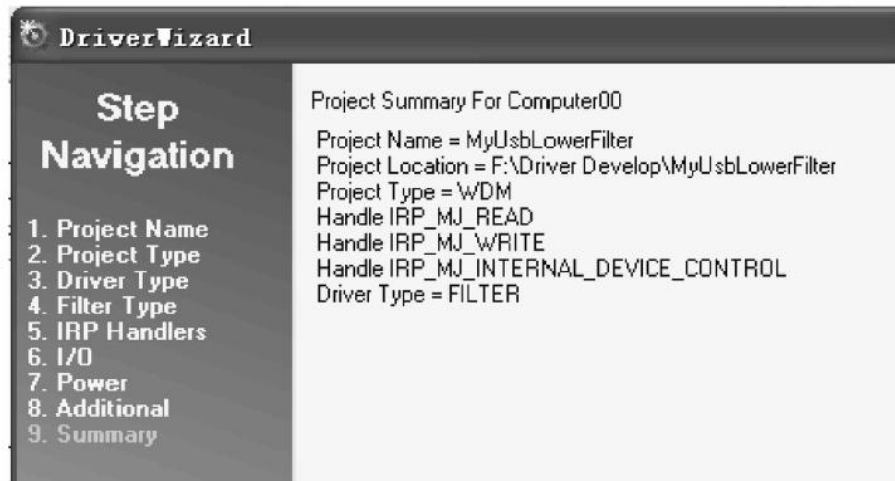 DriverWizard
Step
Navigation
1. Project Name
2. Project Type
3. Driver Type
4. Filter Type
5. IRP Handlers
6. I/O
7. Power
8. Additional
9. Summary
Project Summary For Computer00
Project Name = MyUsbLowerFilter
Project Location = F:\Driver Develop\MyUsbLowerFilter
Project Type = WDM
Handle IRP_MJ_READ
Handle IRP_MJ_WRITE
Handle IRP_MJ_INTERNAL_DEVICE_CONTROL
Driver Type = FILTER